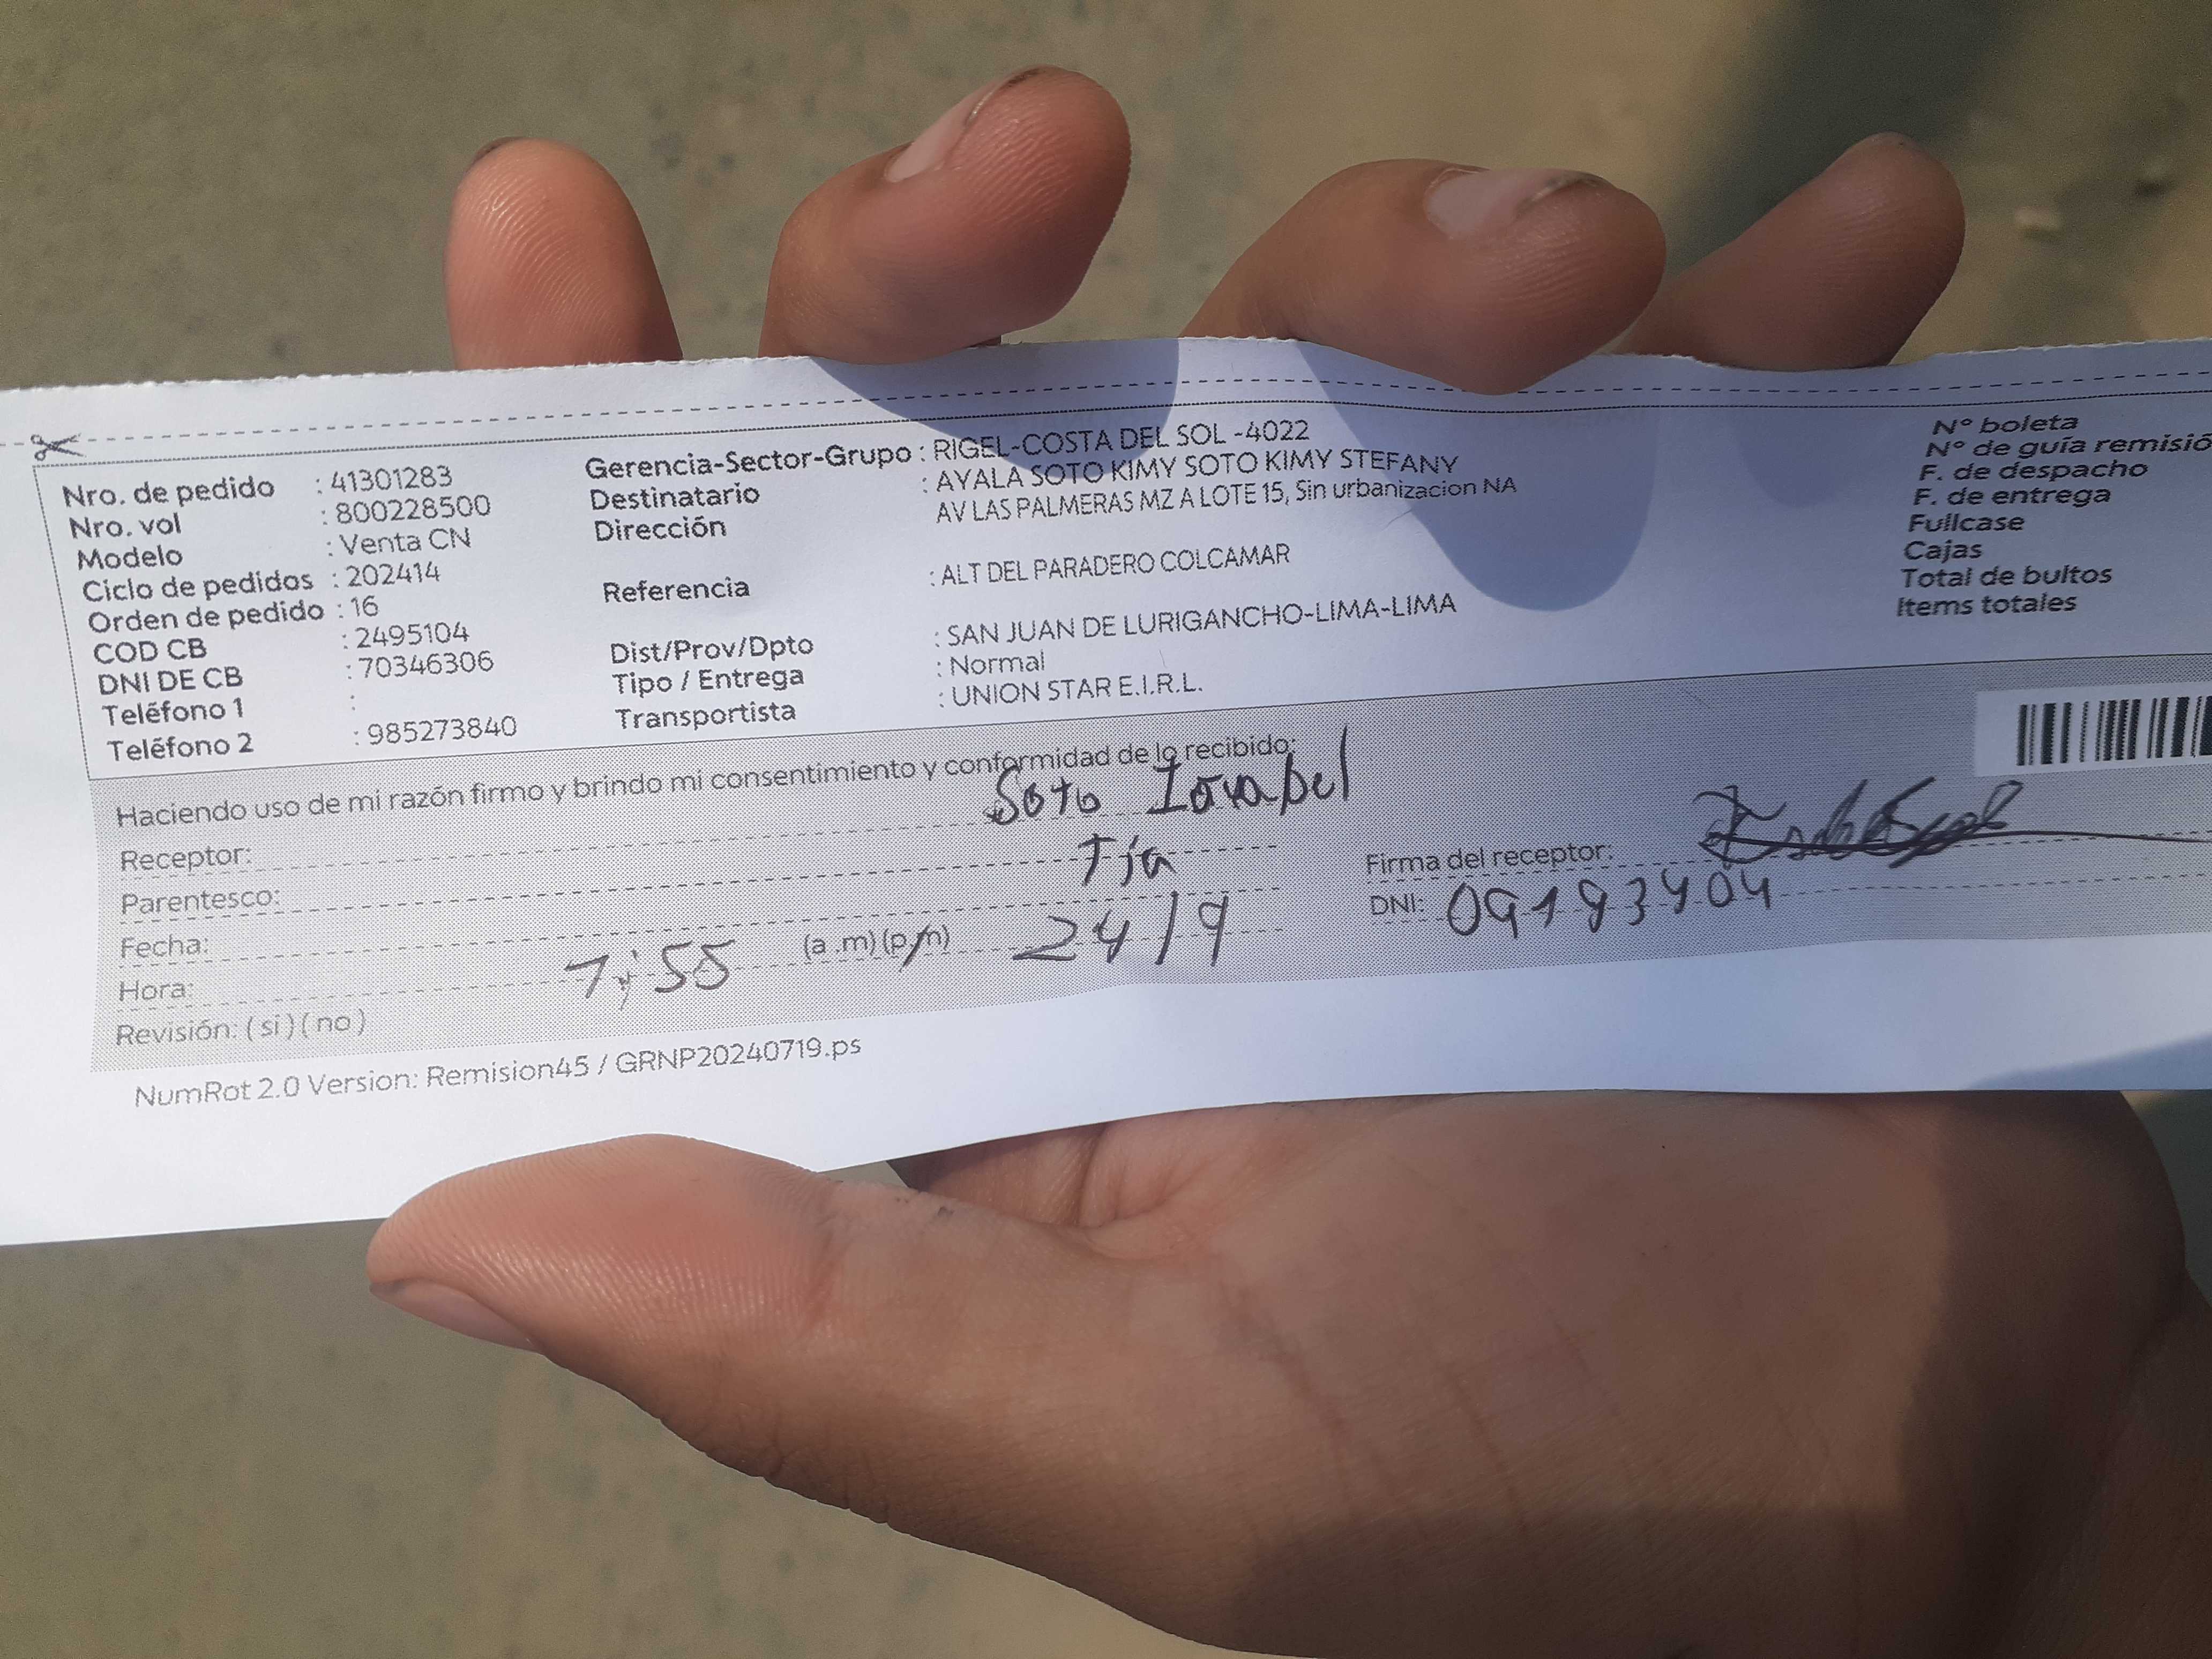 Nro. de pedido : 41301283
Nro. vol : 800228500
Modelo : Venta CN
Ciclo de pedidos : 202414
Orden de pedido : 16
COD CB : 2495104
DNI DE CB : 70346306
Teléfono 1 :
Teléfono 2 : 985273840
Gerencia-Sector-Grupo : RIGEL-COSTA DEL SOL -4022
Destinatario : AYALA SOTO KIMY SOTO KIMY STEFANY
Dirección AV LAS PALMERAS MZ A LOTE 15, Sin urbanizacion NA
Referencia : ALT DEL PARADERO COLCAMAR
Dist/Prov/Dpto : SAN JUAN DE LURIGANCHO-LIMA-LIMA
Tipo / Entrega : Normal
Transportista : UNION STAR E.I.R.L.
N° boleta
N° de guía remisió
F. de despacho
F. de entrega
Fullcase
Cajas
Total de bultos
Items totales
Haciendo uso de mi razón firmo y brindo mi consentimiento y conformidad de lo recibido:
Receptor: Soto
Parentesco: Tía
Fecha: 24/9
Hora: 1:55 (a .m) (p.m)
Revisión: ( si ) ( no )
Firma del receptor:
DNI: 09193404
NumRot 2.0 Version: Remision45 / GRNP20240719.ps